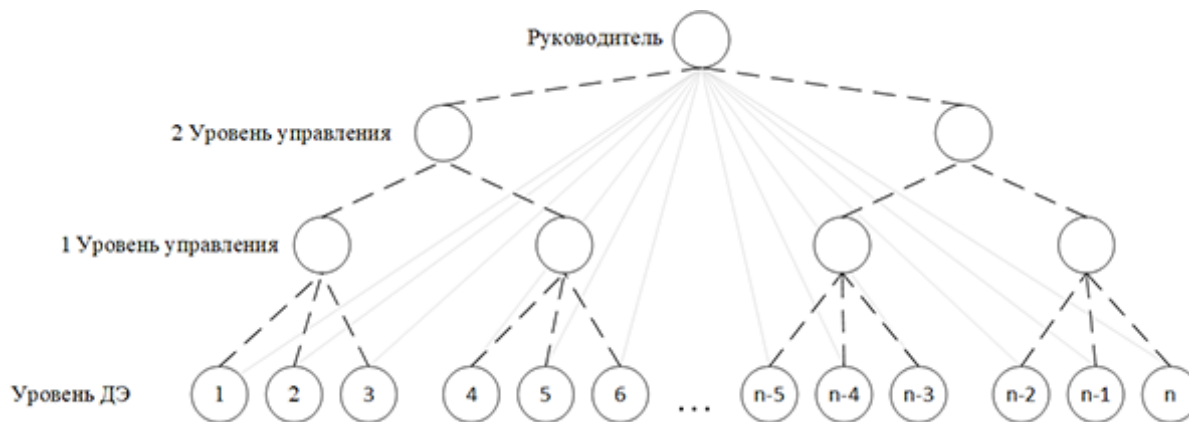 Руководитель
2 Уровень управления
1 Уровень управления
Уровень ДЭ 1 2 3 4 5 6 ... n-5 n-4 n-3 n-2 n-1 n